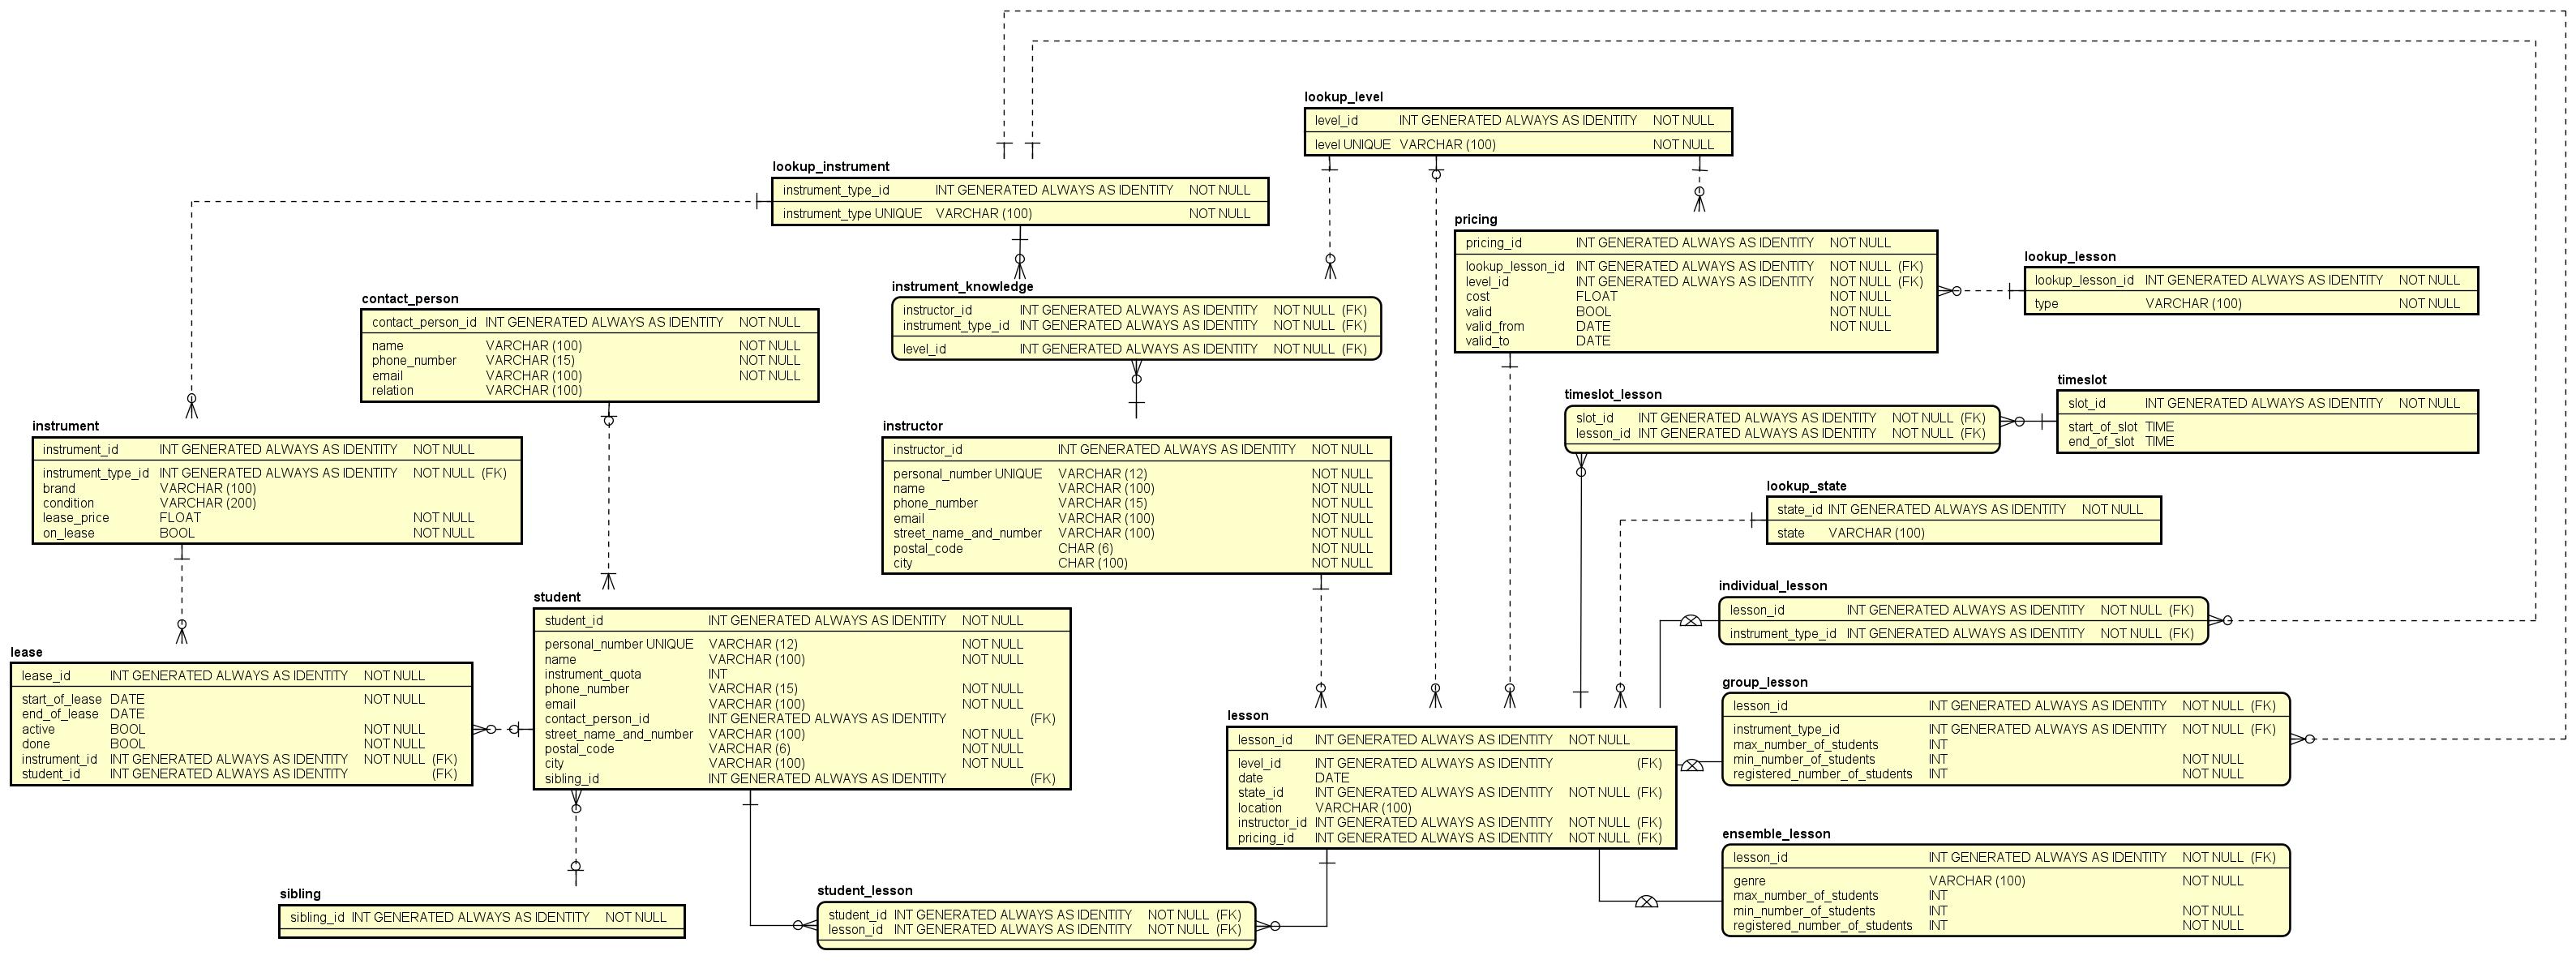 lookup_level
level_id INT GENERATED ALWAYS AS IDENTITY NOT NULL
level UNIQUE VARCHAR (100) NOT NULL
lookup_instrument
instrument_type_id INT GENERATED ALWAYS AS IDENTITY NOT NULL
instrument_type UNIQUE VARCHAR (100) NOT NULL
pricing
pricing_id INT GENERATED ALWAYS AS IDENTITY NOT NULL
lookup_lesson_id INT GENERATED ALWAYS AS IDENTITY NOT NULL (FK)
level_id INT GENERATED ALWAYS AS IDENTITY NOT NULL (FK)
cost FLOAT NOT NULL
valid BOOL NOT NULL
valid_from DATE NOT NULL
valid_to DATE
lookup_lesson
lookup_lesson_id INT GENERATED ALWAYS AS IDENTITY NOT NULL
type VARCHAR (100) NOT NULL
instrument_knowledge
instructor_id INT GENERATED ALWAYS AS IDENTITY NOT NULL (FK)
instrument_type_id INT GENERATED ALWAYS AS IDENTITY NOT NULL (FK)
level_id INT GENERATED ALWAYS AS IDENTITY NOT NULL (FK)
contact_person
contact_person_id INT GENERATED ALWAYS AS IDENTITY NOT NULL
name VARCHAR (100) NOT NULL
phone_number VARCHAR (15) NOT NULL
email VARCHAR (100) NOT NULL
relation VARCHAR (100)
timeslot_lesson
slot_id INT GENERATED ALWAYS AS IDENTITY NOT NULL (FK)
lesson_id INT GENERATED ALWAYS AS IDENTITY NOT NULL (FK)
timeslot
slot_id INT GENERATED ALWAYS AS IDENTITY NOT NULL
start_of_slot TIME
end_of_slot TIME
instrument
instrument_id INT GENERATED ALWAYS AS IDENTITY NOT NULL
instrument_type_id INT GENERATED ALWAYS AS IDENTITY NOT NULL (FK)
brand VARCHAR (100)
condition VARCHAR (200)
lease_price FLOAT NOT NULL
on_lease BOOL NOT NULL
instructor
instructor_id INT GENERATED ALWAYS AS IDENTITY NOT NULL
personal_number UNIQUE VARCHAR (12) NOT NULL
name VARCHAR (100) NOT NULL
phone_number VARCHAR (15) NOT NULL
email VARCHAR (100) NOT NULL
street_name_and_number VARCHAR (100) NOT NULL
postal_code CHAR (6) NOT NULL
city CHAR (100) NOT NULL
lookup_state
state_id INT GENERATED ALWAYS AS IDENTITY NOT NULL
state VARCHAR (100)
individual_lesson
lesson_id INT GENERATED ALWAYS AS IDENTITY NOT NULL (FK)
instrument_type_id INT GENERATED ALWAYS AS IDENTITY NOT NULL (FK)
student
student_id INT GENERATED ALWAYS AS IDENTITY NOT NULL
personal_number UNIQUE VARCHAR (12) NOT NULL
name VARCHAR (100) NOT NULL
instrument_quota INT
phone_number VARCHAR (15) NOT NULL
email VARCHAR (100) NOT NULL
contact_person_id INT GENERATED ALWAYS AS IDENTITY (FK)
street_name_and_number VARCHAR (100) NOT NULL
postal_code VARCHAR (6) NOT NULL
city VARCHAR (100) NOT NULL
sibling_id INT GENERATED ALWAYS AS IDENTITY (FK)
lease
lease_id INT GENERATED ALWAYS AS IDENTITY NOT NULL
start_of_lease DATE NOT NULL
end_of_lease DATE
active BOOL NOT NULL
done BOOL NOT NULL
instrument_id INT GENERATED ALWAYS AS IDENTITY NOT NULL (FK)
student_id INT GENERATED ALWAYS AS IDENTITY (FK)
group_lesson
lesson_id INT GENERATED ALWAYS AS IDENTITY NOT NULL (FK)
instrument_type_id INT GENERATED ALWAYS AS IDENTITY NOT NULL (FK)
max_number_of_students INT
min_number_of_students INT NOT NULL
registered_number_of_students INT NOT NULL
lesson
lesson_id INT GENERATED ALWAYS AS IDENTITY NOT NULL
level_id INT GENERATED ALWAYS AS IDENTITY (FK)
date DATE
state_id INT GENERATED ALWAYS AS IDENTITY NOT NULL (FK)
location VARCHAR (100)
instructor_id INT GENERATED ALWAYS AS IDENTITY NOT NULL (FK)
pricing_id INT GENERATED ALWAYS AS IDENTITY NOT NULL (FK)
ensemble_lesson
lesson_id INT GENERATED ALWAYS AS IDENTITY NOT NULL (FK)
genre VARCHAR (100) NOT NULL
max_number_of_students INT
min_number_of_students INT NOT NULL
registered_number_of_students INT NOT NULL
sibling
sibling_id INT GENERATED ALWAYS AS IDENTITY NOT NULL
student_lesson
student_id INT GENERATED ALWAYS AS IDENTITY NOT NULL (FK)
lesson_id INT GENERATED ALWAYS AS IDENTITY NOT NULL (FK)